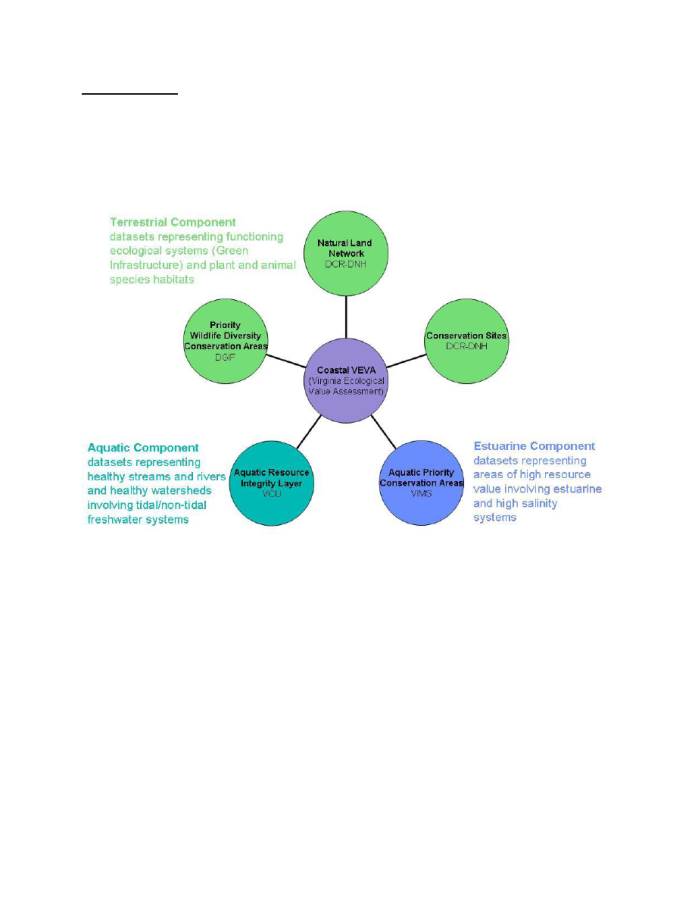 Terrestrial Component
datasets representing functioning
ecological systems (Green
Infrastructure) and plant and animal
species habitats
Natural Land
Network
DCR-DNH
Priority
Wildlife Diversity
Conservation Areas
DGIF
Conservation Sites
DCR-DNH
Coastal VEVA
(Virginia Ecological
Value Assessment)
Aquatic Component
datasets representing
healthy streams and rivers
and healthy watersheds
involving tidal/non-tidal
freshwater systems
Aquatic Resource
Integrity Layer
VCU
Aquatic Priority
Conservation Areas
VIMS
Estuarine Component
datasets representing
areas of high resource
value involving estuarine
and high salinity
systems